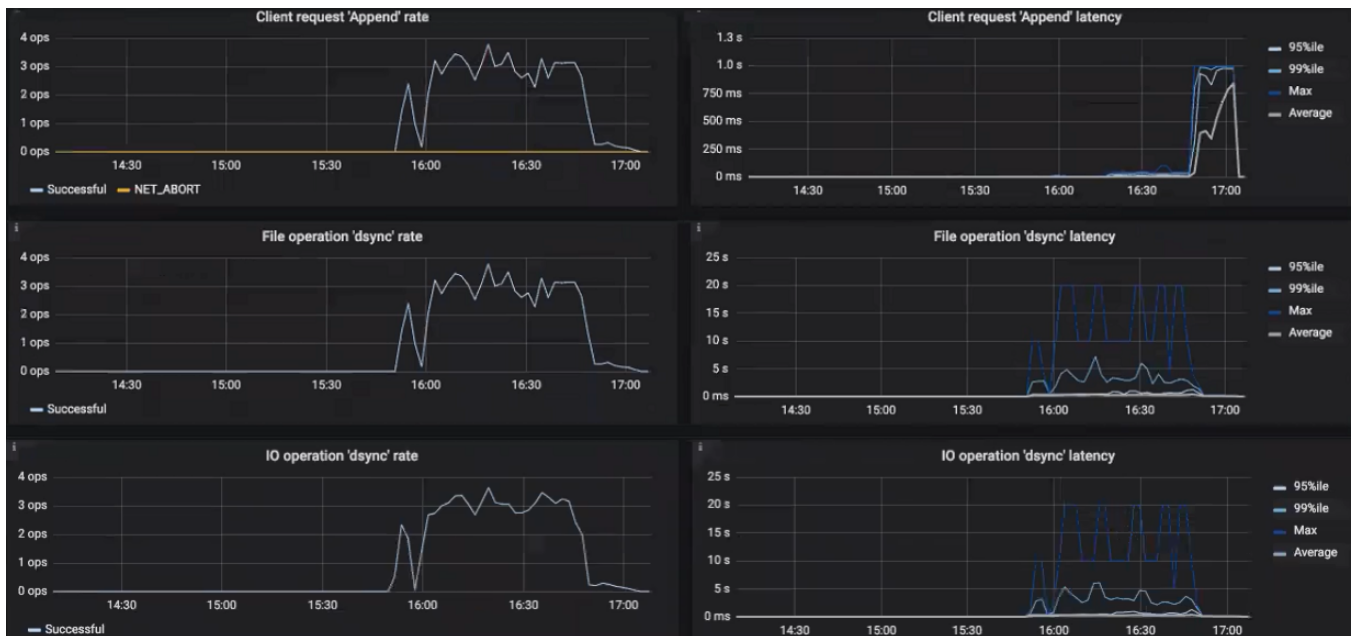 Client request 'Append' rate
4 ops
3 ops
2 ops
1 ops
0 ops
14:30 15:00 15:30 16:00 16:30 17:00
Successful NET_ABORT
Client request 'Append' latency
1.3 s
1.0 s
750 ms
500 ms
250 ms
0 ms
14:30 15:00 15:30 16:00 16:30 17:00
95%ile
99%ile
Max
Average
File operation 'dsync' rate
4 ops
3 ops
2 ops
1 ops
0 ops
14:30 15:00 15:30 16:00 16:30 17:00
Successful
File operation 'dsync' latency
25 s
20 s
15 s
10 s
5 s
0 ms
14:30 15:00 15:30 16:00 16:30 17:00
95%ile
99%ile
Max
Average
IO operation 'dsync' rate
4 ops
3 ops
2 ops
1 ops
0 ops
14:30 15:00 15:30 16:00 16:30 17:00
Successful
IO operation 'dsync' latency
25 s
20 s
15 s
10 s
5 s
0 ms
14:30 15:00 15:30 16:00 16:30 17:00
95%ile
99%ile
Max
Average